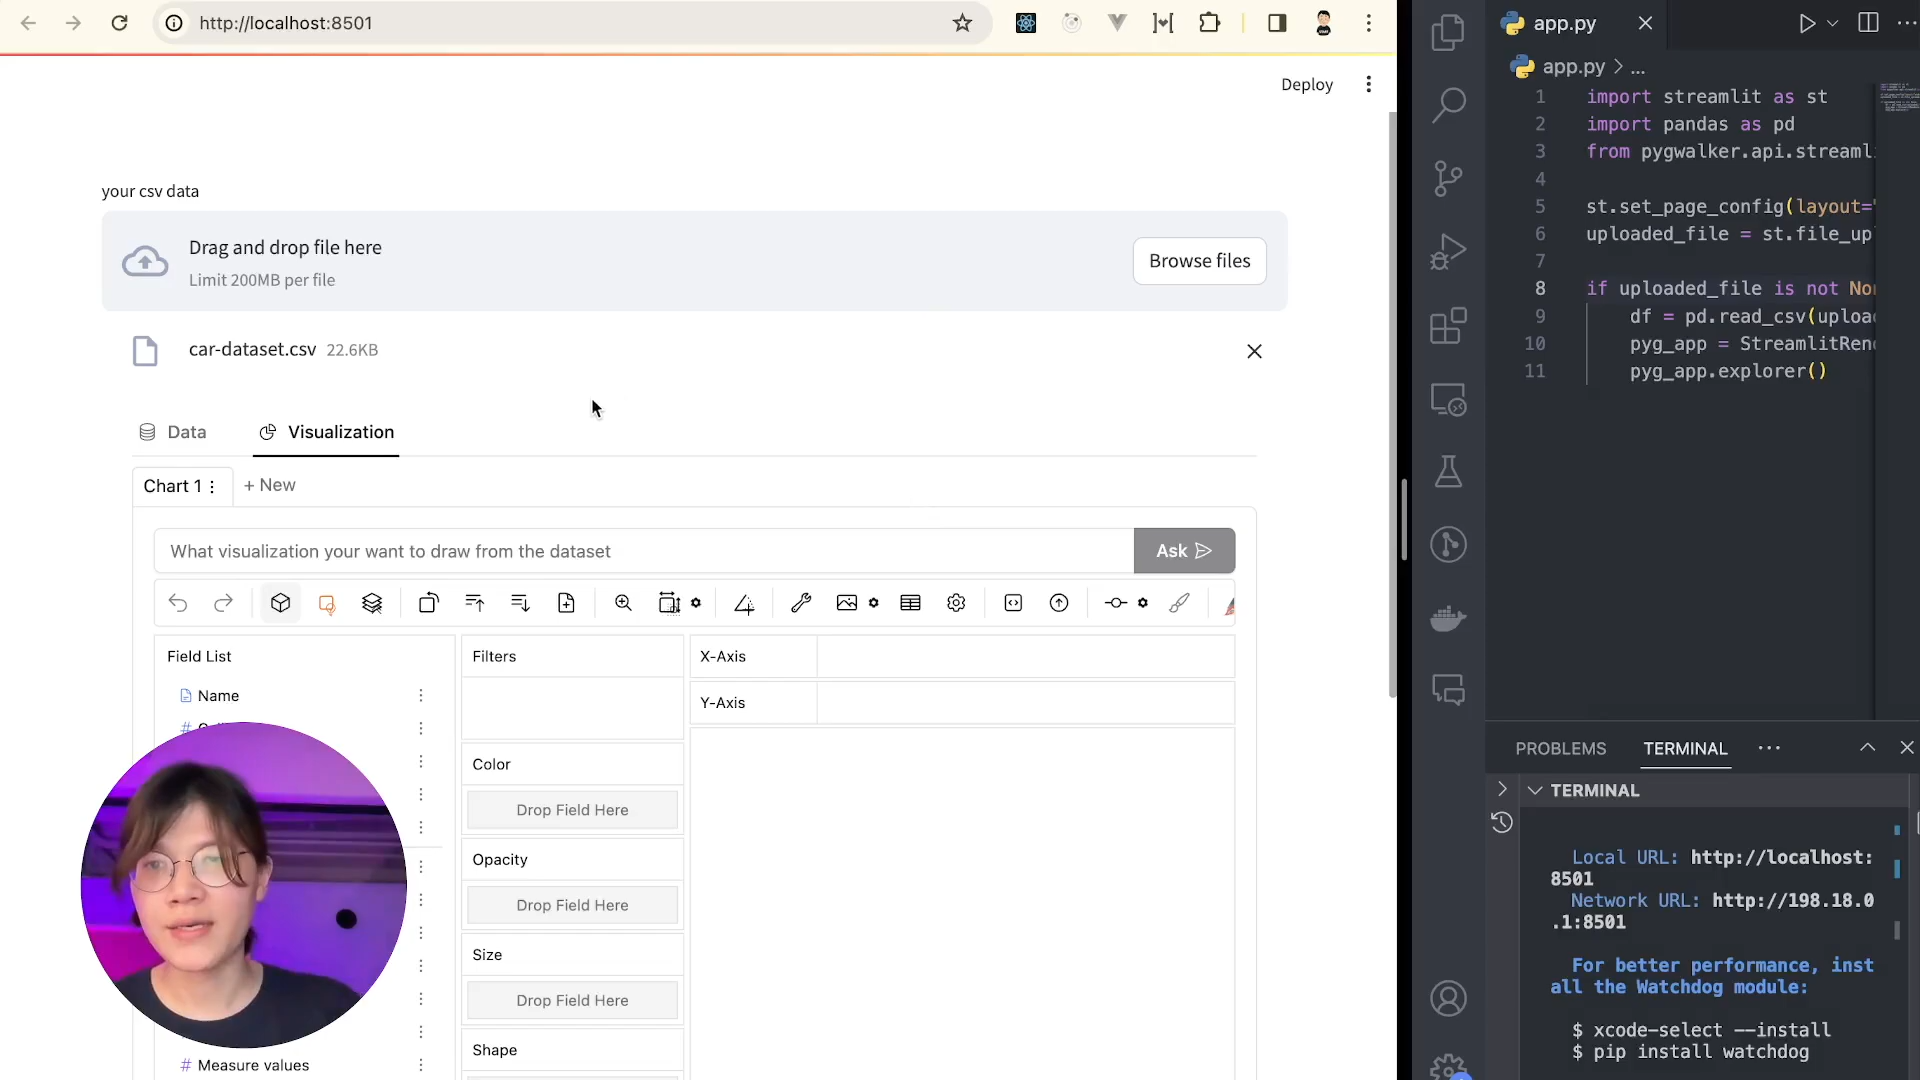 http://localhost:8501
Deploy
your csv data
Drag and drop file here
Limit 200MB per file
Browse files
car-dataset.csv 22.6KB
Data
Visualization
Chart 1
+ New
What visualization your want to draw from the dataset
Ask
Field List
Name
Measure values
Filters
Color
Drop Field Here
Opacity
Drop Field Here
Size
Drop Field Here
Shape
X-Axis
Y-Axis
app.py
app.py > ...
1 import streamlit as st
2 import pandas as pd
3 from pygwalker.api.streaml
4
5 st.set_page_config(layout=
6 uploaded_file = st.file_up
7
8 if uploaded_file is not No
9 df = pd.read_csv(uploa
10 pyg_app = StreamlitRen
11 pyg_app.explorer()
PROBLEMS
TERMINAL
TERMINAL
Local URL: http://localhost:
8501
Network URL: http://198.18.0
.1:8501
For better performance, inst
all the Watchdog module:
$ xcode-select --install
$ pip install watchdog